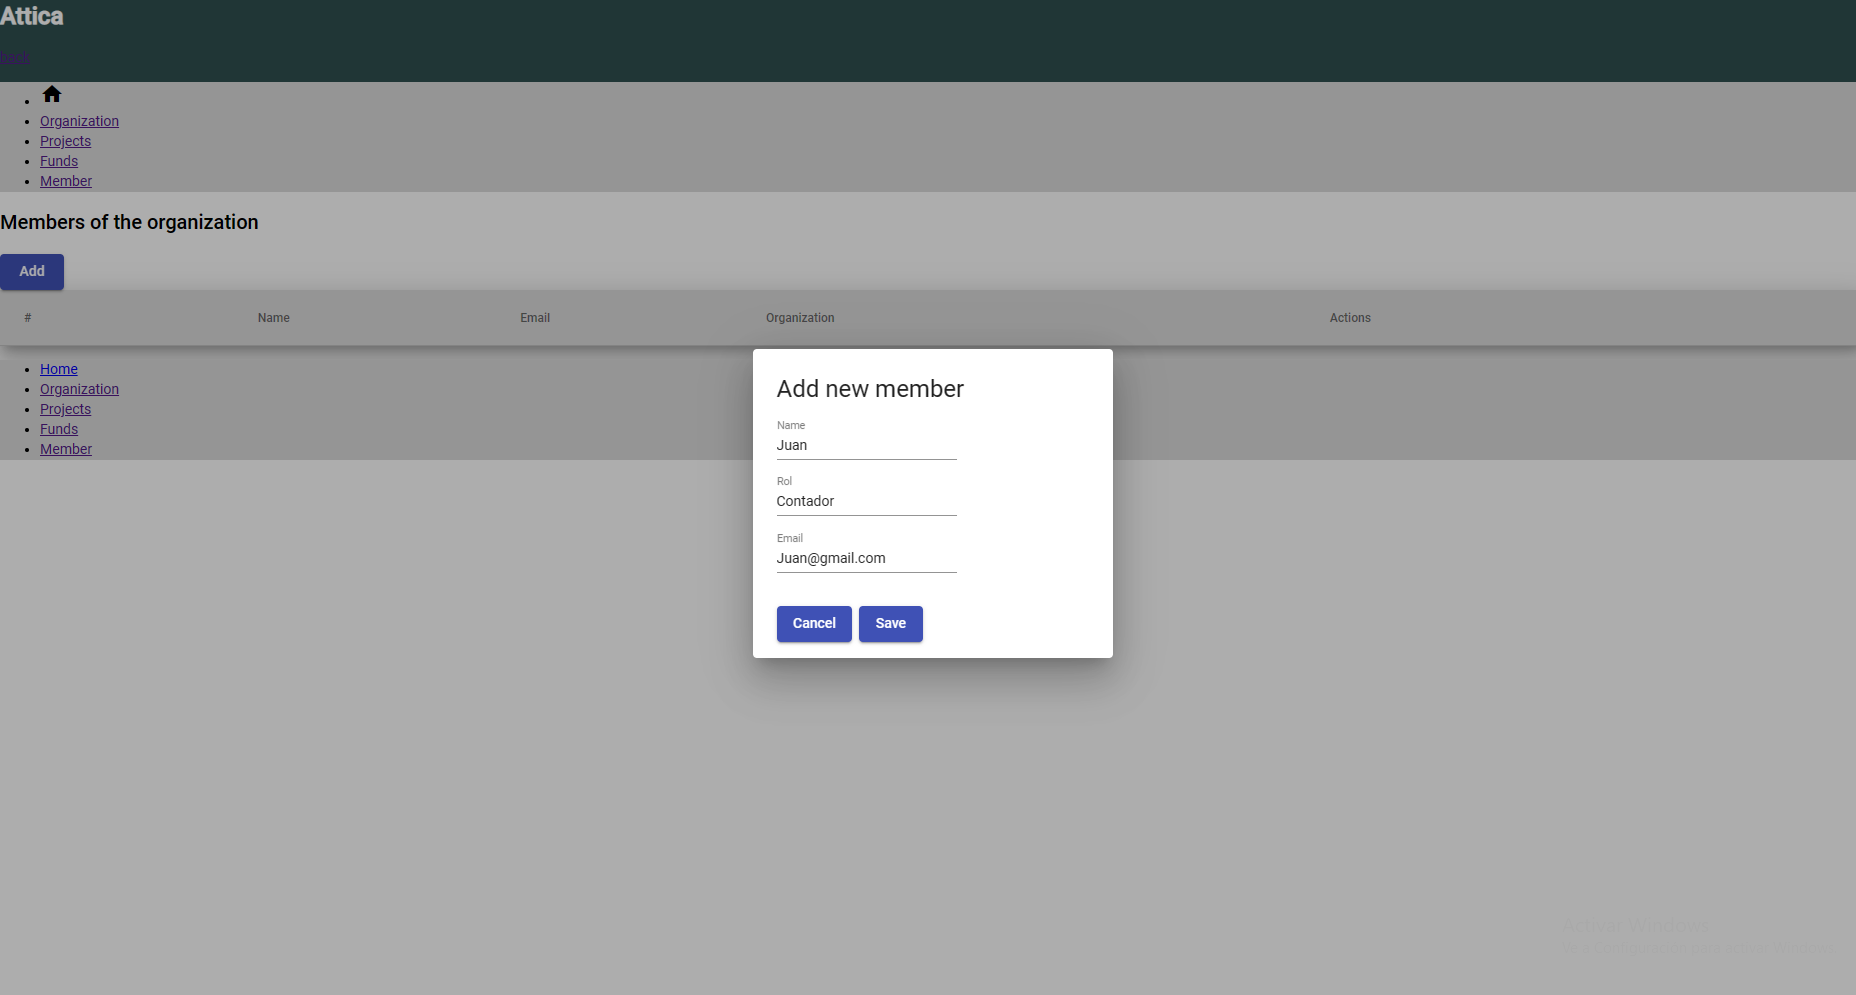 Attica
back
Organization
Projects
Funds
Member
Members of the organization
Add
# Name Email Organization Actions
Home
Organization
Projects
Funds
Member
Add new member
Name
Juan
Rol
Contador
Email
Juan@gmail.com
Cancel Save
Activar Windows